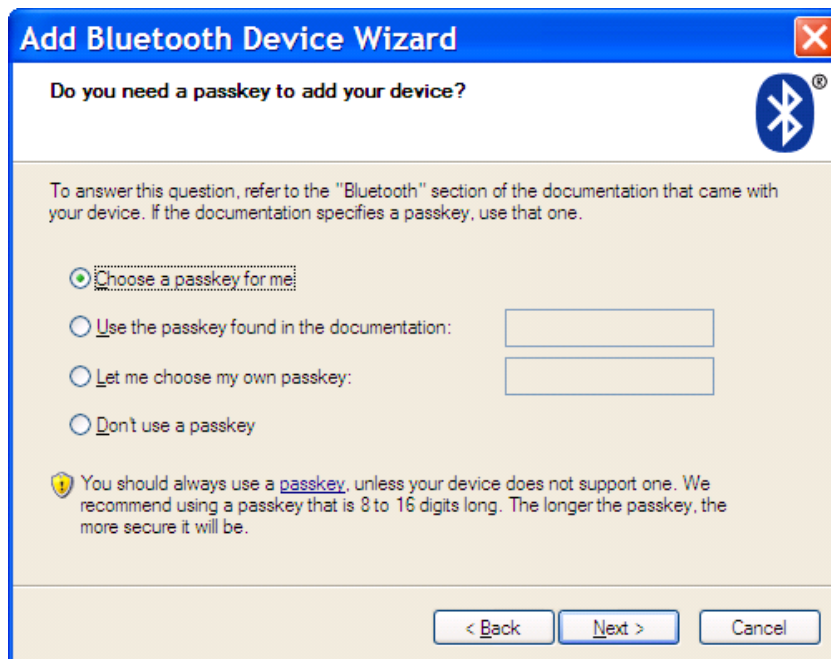 Add Bluetooth Device Wizard
Do you need a passkey to add your device?
®
To answer this question, refer to the "Bluetooth" section of the documentation that came with
your device. If the documentation specifies a passkey, use that one.
Choose a passkey for me
Use the passkey found in the documentation:
Let me choose my own passkey:
Don't use a passkey
You should always use a passkey, unless your device does not support one. We
recommend using a passkey that is 8 to 16 digits long. The longer the passkey, the
more secure it will be.
< Back Next > Cancel